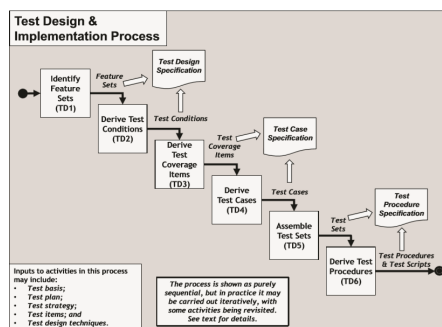 Test Design &
Implementation Process
Identify
Feature
Sets
(TD1)
Feature
Sets
Test Design
Specification
Derive Test
Conditions
(TD2)
Test Conditions
Derive
Test
Coverage
Items
(TD3)
Test
Coverage
Items
Test Case
Specification
Derive
Test Cases
(TD4)
Test Cases
Assemble
Test Sets
(TD5)
Test
Sets
Test
Procedure
Specification
Derive Test
Procedures
(TD6)
Test Procedures
& Test Scripts
Inputs to activities in this process
may include:
• Test basis;
• Test plan;
• Test strategy;
• Test items; and
• Test design techniques.
The process is shown as purely
sequential, but in practice it may
be carried out iteratively, with
some activities being revisited.
See text for details.